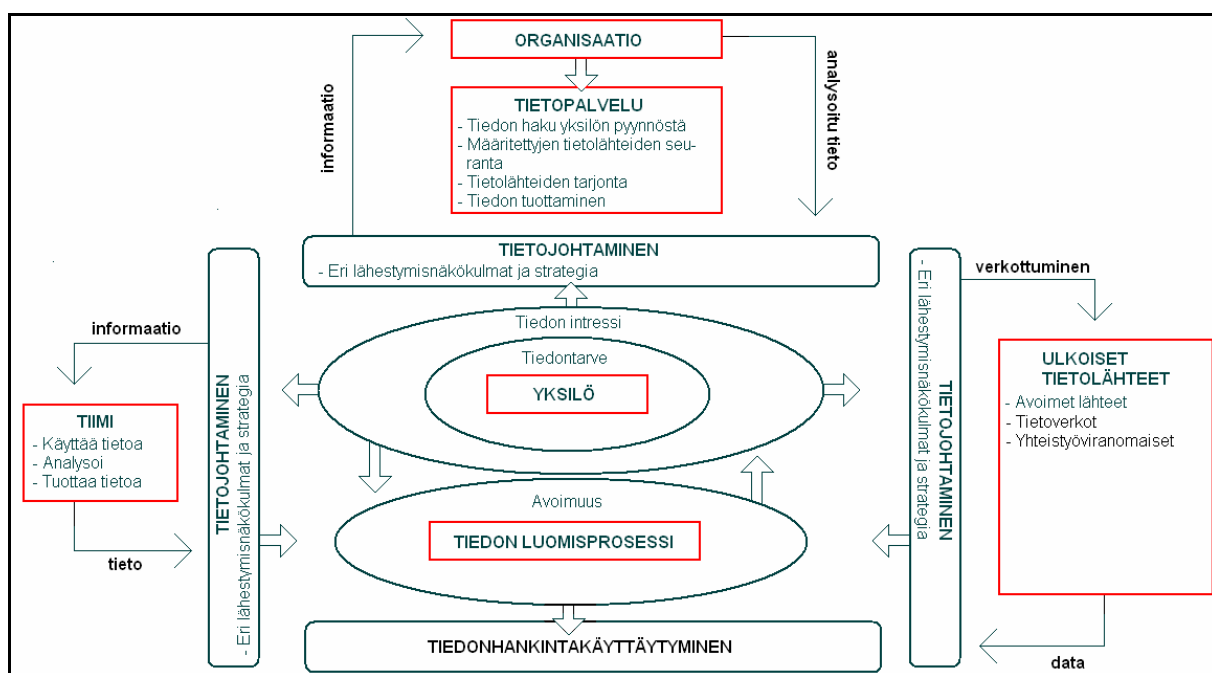 ORGANISAATIO
informaatio
analysoitu tieto
TIETOPALVELU
- Tiedon haku yksilön pyynnöstä
- Määritettyjen tietolähteiden seu-
ranta
- Tietolähteiden tarjonta
- Tiedon tuottaminen
TIETOJOHTAMINEN
- Eri lähestymisnäkökulmat ja strategia
informaatio
TIIMI
- Käyttää tietoa
- Analysoi
- Tuottaa tietoa
tieto
TIETOJOHTAMINEN
- Eri lähestymisnäkökulmat ja strategia
Tiedon intressi
Tiedontarve
YKSILÖ
Avoimuus
TIEDON LUOMISPROSESSI
TIEDONHANKINTAKÄYTTÄYTYMINEN
TIETOJOHTAMINEN
- Eri lähestymisnäkökulmat ja strategia
verkottuminen
ULKOISET
TIETOLÄHTEET
- Avoimet lähteet
- Tietoverkot
- Yhteistyöviranomaiset
data